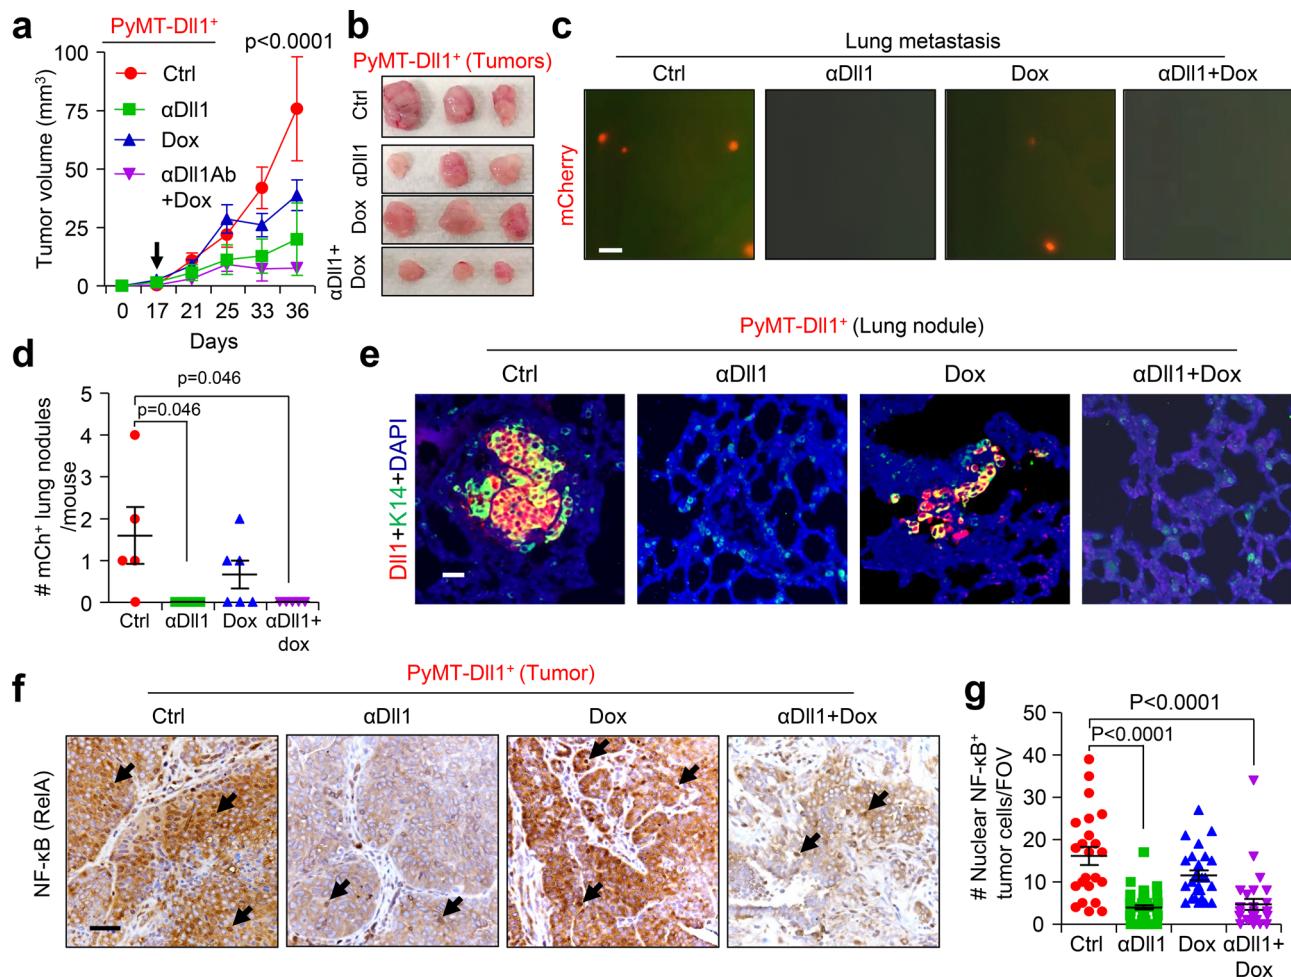 a
PyMT-Dll1⁺
p<0.0001
Tumor volume (mm³)
100
75
50
25
0
Ctrl
αDll1
Dox
αDll1Ab
+Dox
0 17 21 25 33 36
Days
b
PyMT-Dll1⁺ (Tumors)
Ctrl
αDll1
Dox
αDll1+
Dox
c
Lung metastasis
Ctrl αDll1 Dox αDll1+Dox
mCherry
d
# mCh⁺ lung nodules
/mouse
5
4
3
2
1
0
p=0.046
p=0.046
Ctrl αDll1 Dox αDll1+
dox
e
PyMT-Dll1⁺ (Lung nodule)
Ctrl αDll1 Dox αDll1+Dox
Dll1+K14+DAPI
f
PyMT-Dll1⁺ (Tumor)
Ctrl αDll1 Dox αDll1+Dox
NF-κB (RelA)
g
# Nuclear NF-κB⁺
tumor cells/FOV
50
40
30
20
10
0
P<0.0001
P<0.0001
Ctrl αDll1 Dox αDll1+
Dox